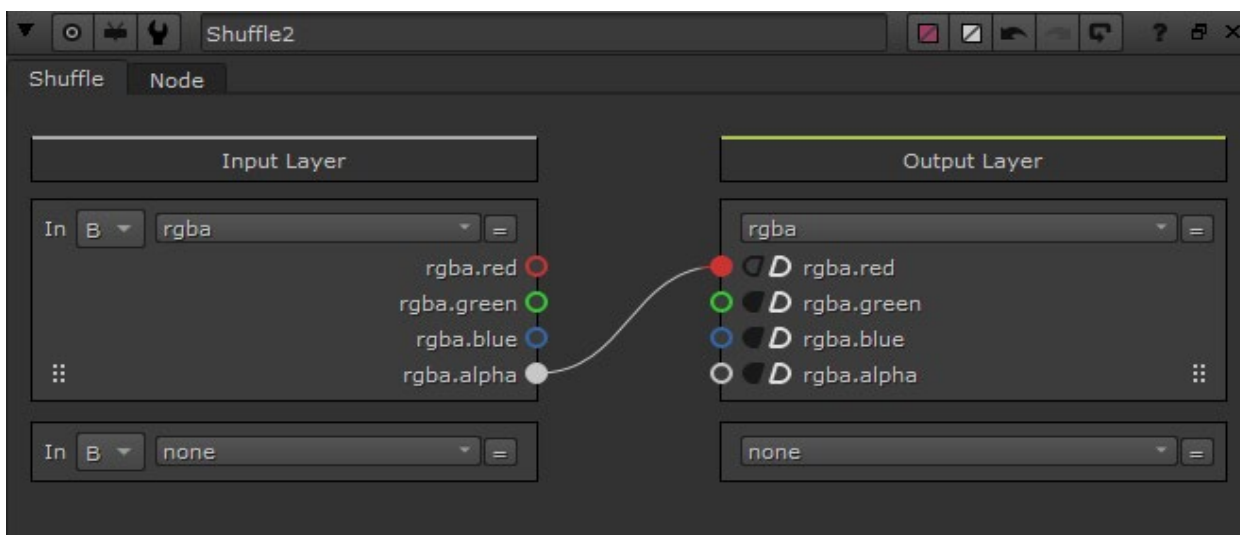 Shuffle2 ?
Shuffle Node
Input Layer Output Layer
In B rgba = rgba =
rgba.red rgba.red
rgba.green rgba.green
rgba.blue rgba.blue
rgba.alpha rgba.alpha
In B none = none =